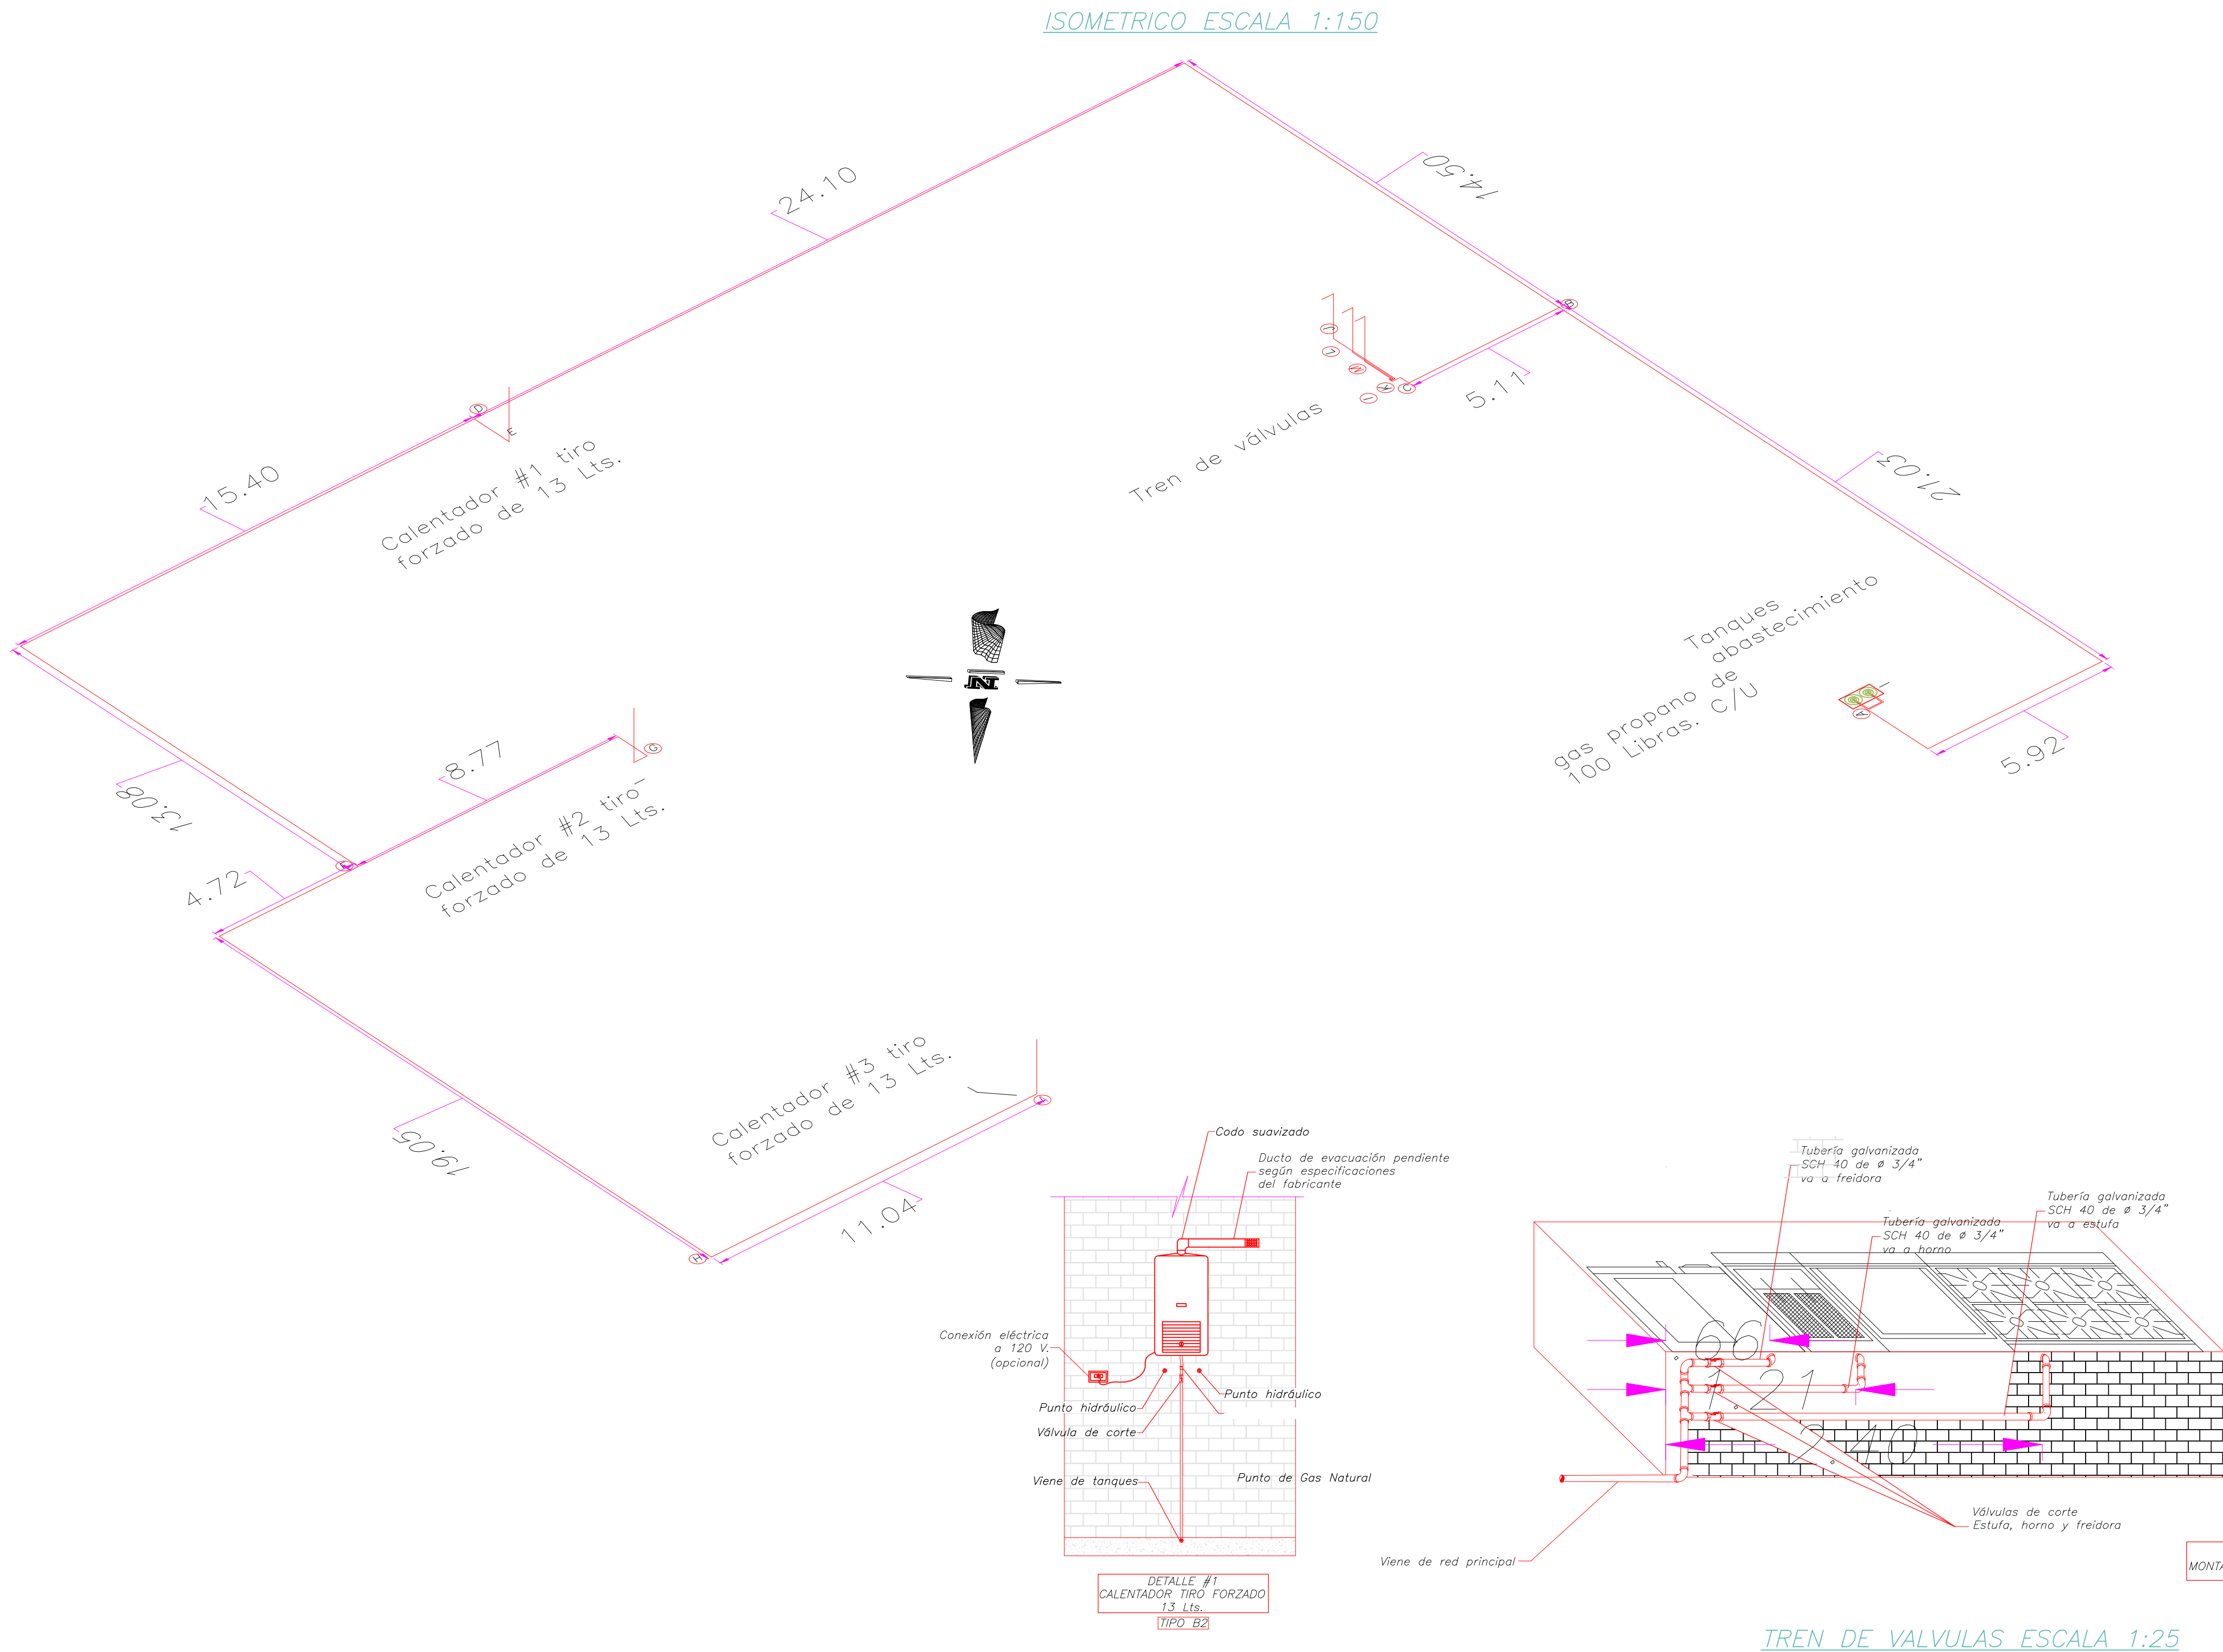 ISOMETRICO ESCALA 1:150
24.10
14.50
B
J
L
M
K
C
I
5.11
Tren de válvulas
D
E
15.40
Calentador #1 tiro
forzado de 13 Lts.
21.03
Tanques
abastecimiento
gas propano de
100 Libras. C/U
A
5.92
N
8.77
G
13.08
Calentador #2 tiro
forzado de 13 Lts.
F
4.72
19.05
Calentador #3 tiro
forzado de 13 Lts.
H
11.04
Codo suavizado
Ducto de evacuación pendiente
según especificaciones
del fabricante
Conexión eléctrica
a 120 V.
(opcional)
Punto hidráulico
Punto hidráulico
Válvula de corte
Viene de tanques
Punto de Gas Natural
DETALLE #1
CALENTADOR TIRO FORZADO
13 Lts.
TIPO B2
Tubería galvanizada
SCH 40 de ø 3/4"
va a freidora
Tubería galvanizada
SCH 40 de ø 3/4"
va a horno
Tubería galvanizada
SCH 40 de ø 3/4"
va a estufa
66
1.21
2.40
Válvulas de corte
Estufa, horno y freidora
Viene de red principal
MONTA
TREN DE VALVULAS ESCALA 1:25